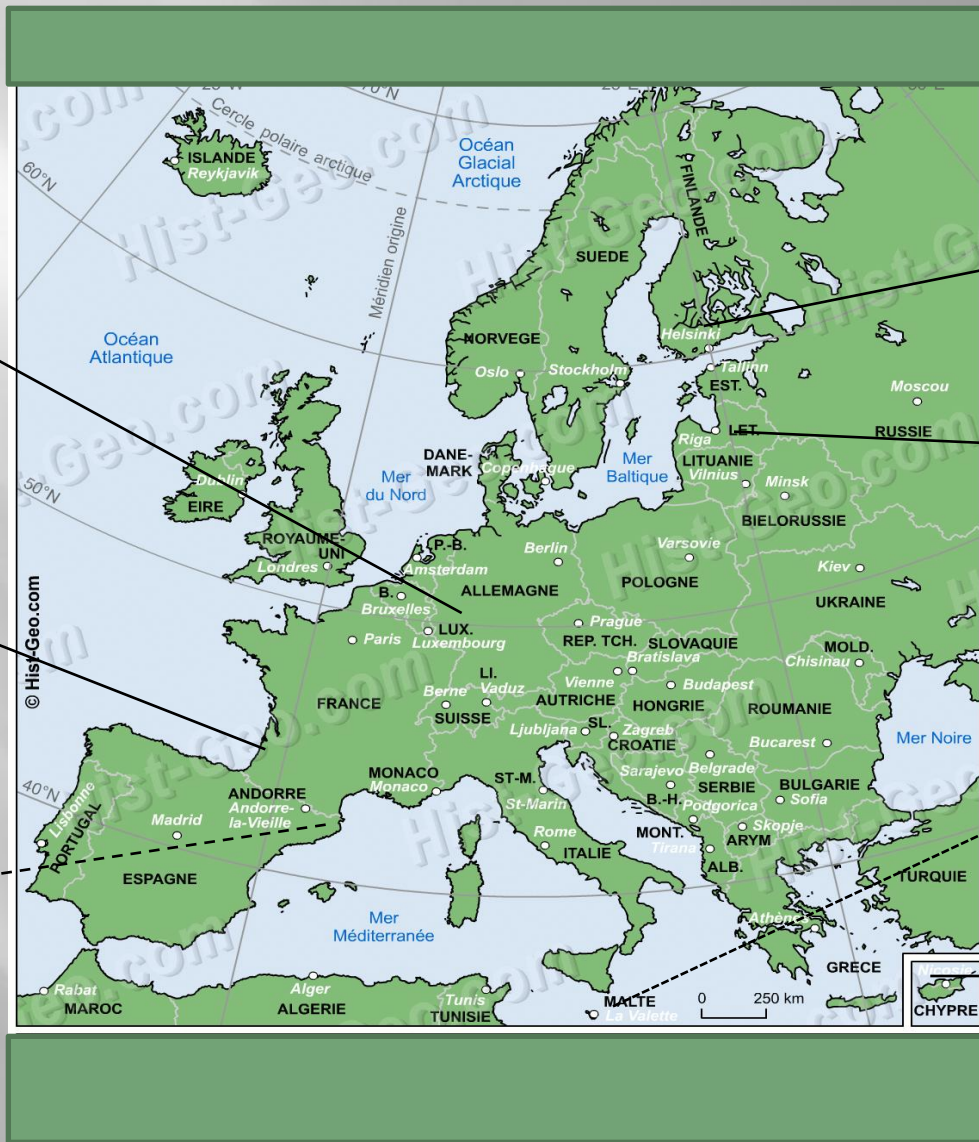 Cercle polaire arctique
60°N
ISLANDE
Reykjavik
Océan
Glacial
Arctique
FINLANDE
Méridien origine
SUEDE
Océan
Atlantique
NORVEGE
Helsinki
Oslo
Stockholm
Tallinn
EST.
Moscou
RUSSIE
LET.
Riga
DANE-
MARK
Copenhague
Mer
Baltique
LITUANIE
Vilnius
Minsk
Mer
du Nord
50°N
Dublin
EIRE
BIELORUSSIE
ROYAUME-
UNI
Londres
P.-B.
Amsterdam
Berlin
Varsovie
Kiev
B.
Bruxelles
ALLEMAGNE
POLOGNE
UKRAINE
© Hist-Geo.com
Paris
LUX.
Luxembourg
Prague
REP. TCH.
SLOVAQUIE
Bratislava
MOLD.
Chisinau
LI.
Vaduz
Vienne
Berne
SUISSE
AUTRICHE
Budapest
HONGRIE
ROUMANIE
FRANCE
Ljubljana
SL.
Zagreb
CROATIE
Bucarest
Mer Noire
MONACO
Monaco
ST-M.
St-Marin
Sarajevo
Belgrade
SERBIE
BULGARIE
Sofia
B.-H.
Podgorica
40°N
ANDORRE
Andorre-
la-Vieille
Lisbonne
PORTUGAL
Madrid
ESPAGNE
Rome
ITALIE
MONT.
Tirana
Skopje
ARYM
ALB.
TURQUIE
Mer
Méditerranée
Athènes
GRECE
Nicosie
CHYPRE
Rabat
MAROC
Alger
ALGERIE
Tunis
TUNISIE
MALTE
La Valette
0 250 km
Hist-Geo.com